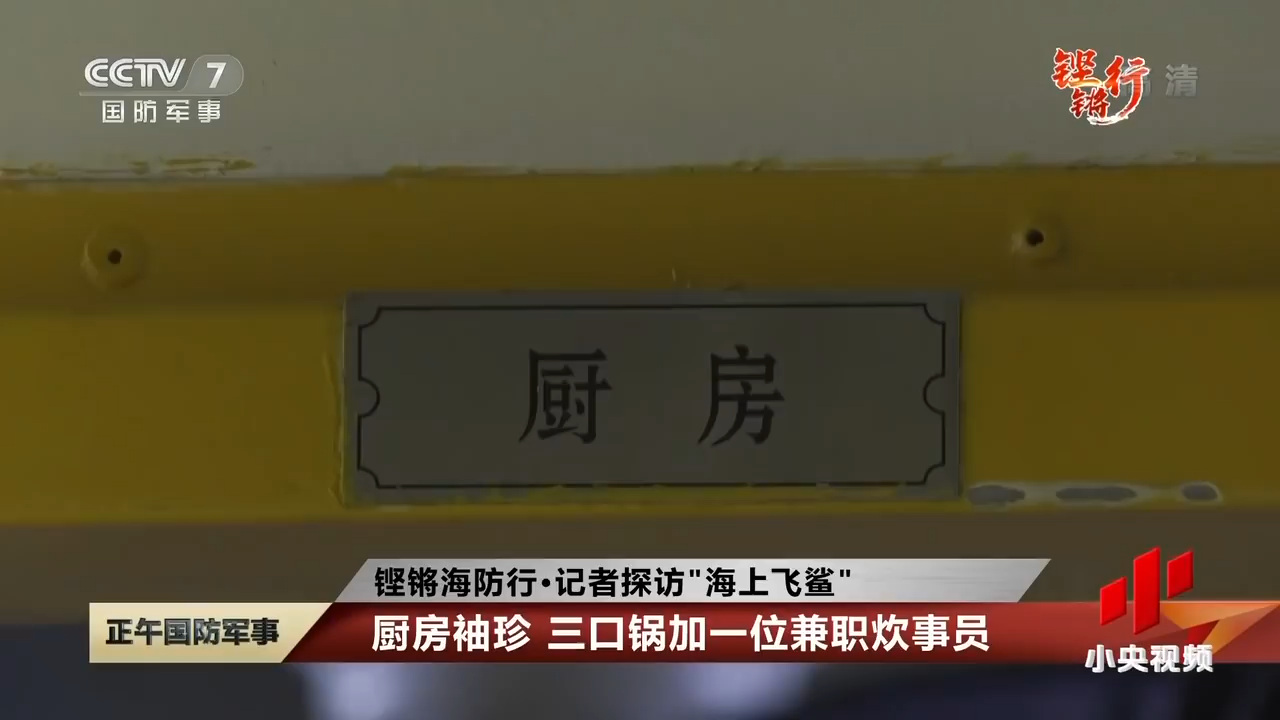 CCTV 7
国防军事
铿锵行
清
厨房
铿锵海防行·记者探访"海上飞鲨"
正午国防军事
厨房袖珍 三口锅加一位兼职炊事员
小央视频